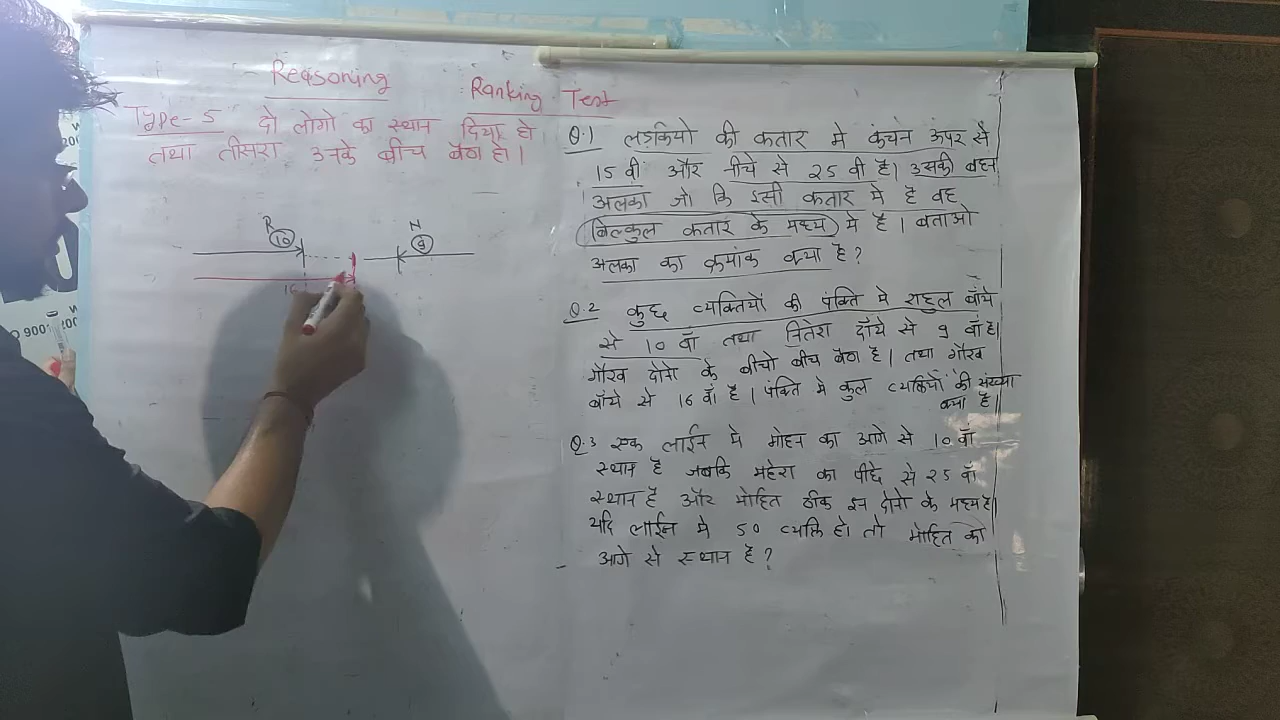 Reasoning
Ranking Test
Type-5 दो लोगो का स्थान दिया हो
तथा तीसरा उनके बीच बैठा हो।
R
10
N
9
16
Q.1 लड़कियो की कतार मे कंचन ऊपर से
15 वी और नीचे से 25 वी है। उसकी बहन
अलका जो कि इसी कतार मे है वह
बिल्कुल कतार के मध्य मे है। बताओ
अलका का क्रमांक क्या है?
Q.2 कुछ व्यक्तियों की पंक्ति मे राहुल बाँये
से 10 वाँ तथा नितेश दाँये से 9 वाँ है।
गौरव दोनो के बीचो बीच बैठा है। तथा गौरव
बाँये से 16 वाँ है। पंक्ति मे कुल व्यक्तियों की संख्या
क्या है।
Q.3 एक लाईन मे मोहन का आगे से 10 वाँ
स्थान है जबकि महेश का पीछे से 25 वाँ
स्थान है और मोहित ठीक इन दोनो के मध्य है।
यदि लाईन मे 50 व्यक्ति हो तो मोहित का
आगे से स्थान है?